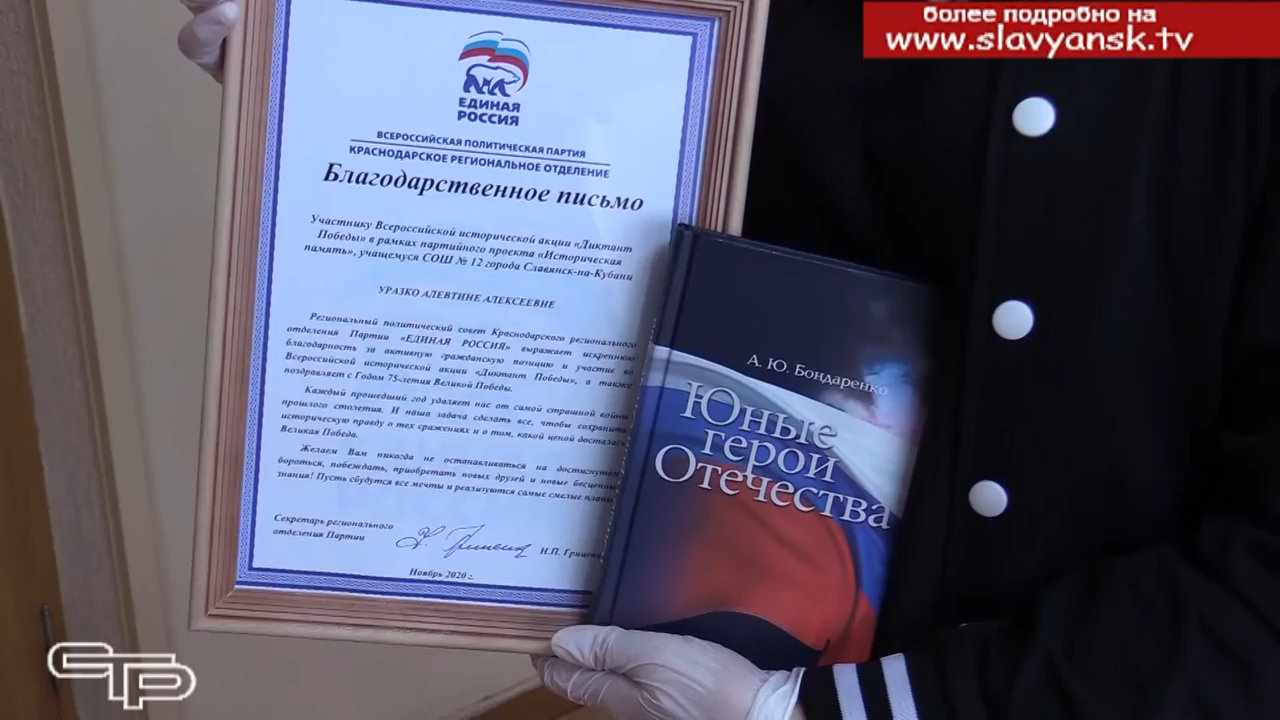 более подробно на
www.slavyansk.tv
ЕДИНАЯ
РОССИЯ
ВСЕРОССИЙСКАЯ ПОЛИТИЧЕСКАЯ ПАРТИЯ
КРАСНОДАРСКОЕ РЕГИОНАЛЬНОЕ ОТДЕЛЕНИЕ
Благодарственное письмо
Участнику Всероссийской исторической акции «Диктант
Победы» в рамках партийного проекта «Историческая
память», учащемуся СОШ № 12 города Славянск-на-Кубани
УРАЗКО АЛЕВТИНЕ АЛЕКСЕЕВНЕ
Региональный политический совет Краснодарского регионального
отделения Партии «ЕДИНАЯ РОССИЯ» выражает искреннюю
благодарность за активную гражданскую позицию и участие во
Всероссийской исторической акции «Диктант Победы», а также
поздравляет с Годом 75-летия Великой Победы.
Каждый прошедший год удаляет нас от самой страшной войны
прошлого столетия. И наша задача сделать все, чтобы сохранить
историческую правду о тех сражениях и о том, какой ценой досталась
Великая Победа.
Желаем Вам никогда не останавливаться на достигнутом,
бороться, побеждать, приобретать новых друзей и новые бесценные
знания! Пусть сбудутся все мечты и реализуются самые смелые планы
Секретарь регионального
отделения Партии
Н.П. Гриценко
Ноябрь 2020 г.
А. Ю. Бондаренко
Юные
герои
Отечества
СТР